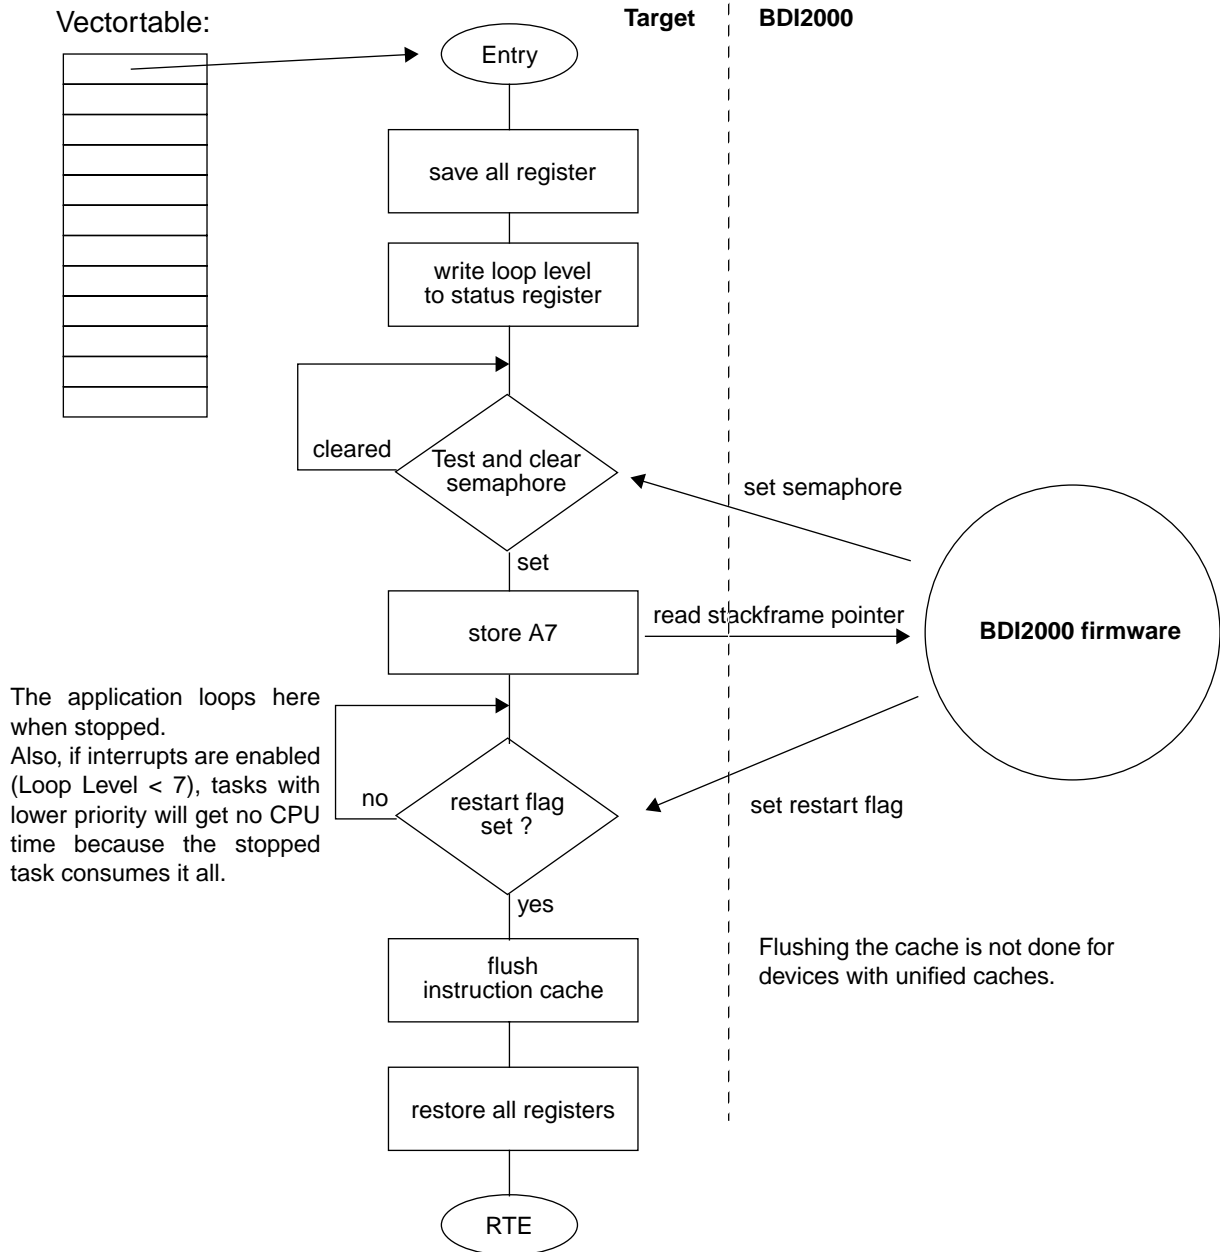 Vectortable:
Target
BDI2000
Entry
save all register
write loop level
to status register
cleared
Test and clear
semaphore
set semaphore
set
store A7
read stackframe pointer
BDI2000 firmware
The application loops here
when stopped.
Also, if interrupts are enabled
(Loop Level < 7), tasks with
lower priority will get no CPU
time because the stopped
task consumes it all.
no
restart flag
set ?
set restart flag
yes
flush
instruction cache
Flushing the cache is not done for
devices with unified caches.
restore all registers
RTE